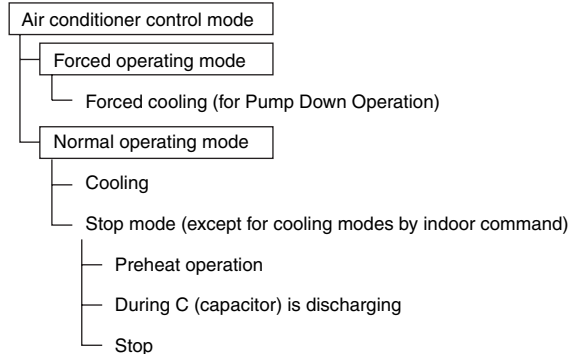 Air conditioner control mode
Forced operating mode
Forced cooling (for Pump Down Operation)
Normal operating mode
Cooling
Stop mode (except for cooling modes by indoor command)
Preheat operation
During C (capacitor) is discharging
Stop